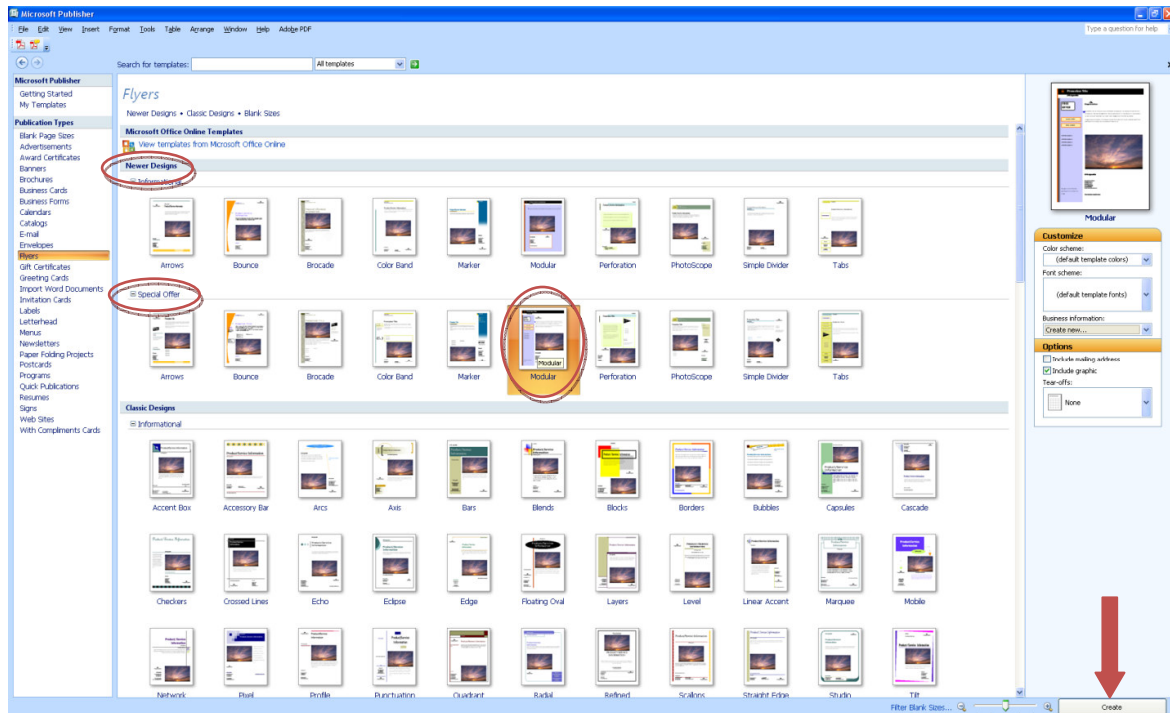 Microsoft Publisher
File Edit View Insert Format Tools Table Arrange Window Help Adobe PDF
Type a question for help
Search for templates:
All templates
Microsoft Publisher
Getting Started
My Templates
Publication Types
Blank Page Sizes
Advertisements
Award Certificates
Banners
Brochures
Business Cards
Business Forms
Calendars
Catalogs
E-mail
Envelopes
Flyers
Gift Certificates
Greeting Cards
Import Word Documents
Invitation Cards
Labels
Letterhead
Menus
Newsletters
Paper Folding Projects
Postcards
Programs
Quick Publications
Resumes
Signs
Web Sites
With Compliments Cards
Flyers
Newer Designs • Classic Designs • Blank Sizes
Microsoft Office Online Templates
View templates from Microsoft Office Online
Newer Designs
Informational
Arrows Bounce Brocade Color Band Marker Modular Perforation PhotoScope Simple Divider Tabs
Special Offer
Modular
Arrows Bounce Brocade Color Band Marker Modular Perforation PhotoScope Simple Divider Tabs
Classic Designs
Informational
Accent Box Accessory Bar Arcs Axis Bars Blends Blocks Borders Bubbles Capsules Cascade
Checkers Crossed Lines Echo Eclipse Edge Floating Oval Layers Level Linear Accent Marquee Mobile
Network Pixel Profile Punctuation Quadrant Radial Refined Scallops Straight Edge Studio Tilt
Modular
Customize
Color scheme:
(default template colors)
Font scheme:
(default template fonts)
Business information:
Create new...
Options
Include mailing address
Include graphic
Tear-offs:
None
Filter Blank Sizes...
Create